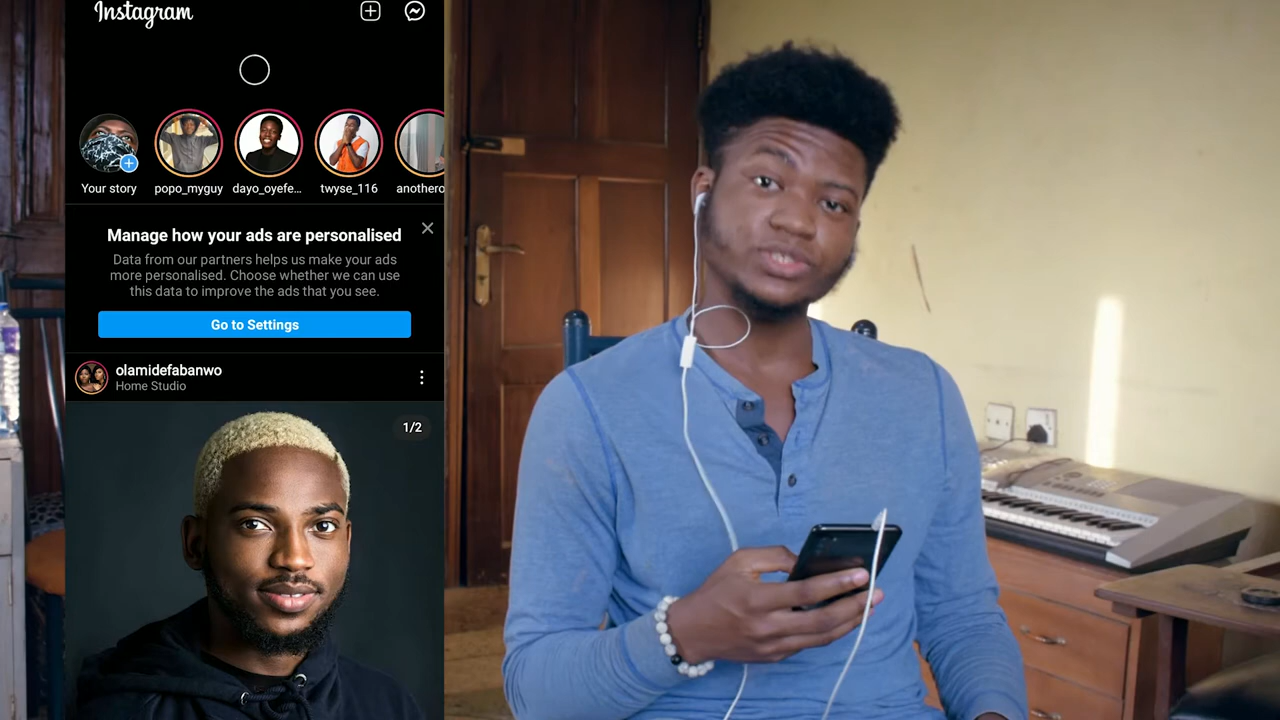 Instagram
Your story
popo_myguy
dayo_oyefe...
twyse_116
anothero
Manage how your ads are personalised
Data from our partners helps us make your ads
more personalised. Choose whether we can use
this data to improve the ads that you see.
Go to Settings
olamidefabanwo
Home Studio
1/2